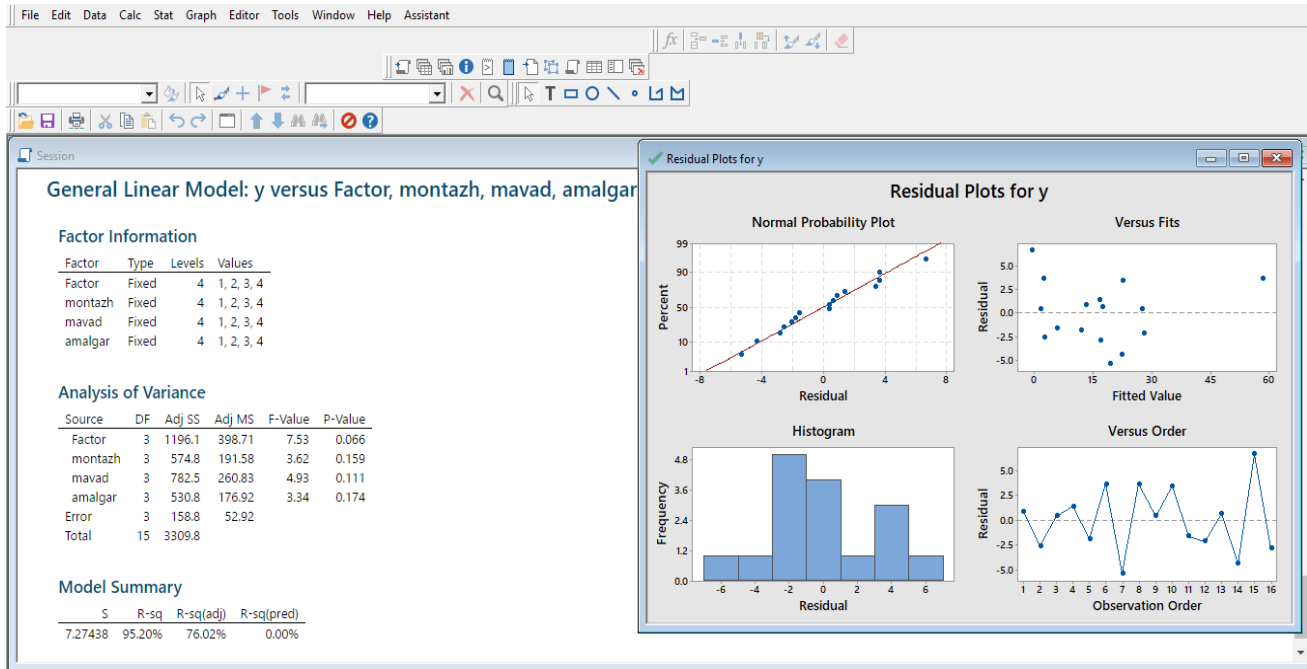 File Edit Data Calc Stat Graph Editor Tools Window Help Assistant
fx
T
Session
General Linear Model: y versus Factor, montazh, mavad, amalgar
Factor Information
Factor Type Levels Values
Factor Fixed 4 1, 2, 3, 4
montazh Fixed 4 1, 2, 3, 4
mavad Fixed 4 1, 2, 3, 4
amalgar Fixed 4 1, 2, 3, 4
Analysis of Variance
Source DF Adj SS Adj MS F-Value P-Value
Factor 3 1196.1 398.71 7.53 0.066
montazh 3 574.8 191.58 3.62 0.159
mavad 3 782.5 260.83 4.93 0.111
amalgar 3 530.8 176.92 3.34 0.174
Error 3 158.8 52.92
Total 15 3309.8
Model Summary
S R-sq R-sq(adj) R-sq(pred)
7.27438 95.20% 76.02% 0.00%
Residual Plots for y
Residual Plots for y
Normal Probability Plot
Percent
99
90
50
10
1
-8 -4 0 4 8
Residual
Versus Fits
Residual
5.0
2.5
0.0
-2.5
-5.0
0 15 30 45 60
Fitted Value
Histogram
Frequency
4.8
3.6
2.4
1.2
0.0
-6 -4 -2 0 2 4 6
Residual
Versus Order
Residual
5.0
2.5
0.0
-2.5
-5.0
1 2 3 4 5 6 7 8 9 10 11 12 13 14 15 16
Observation Order